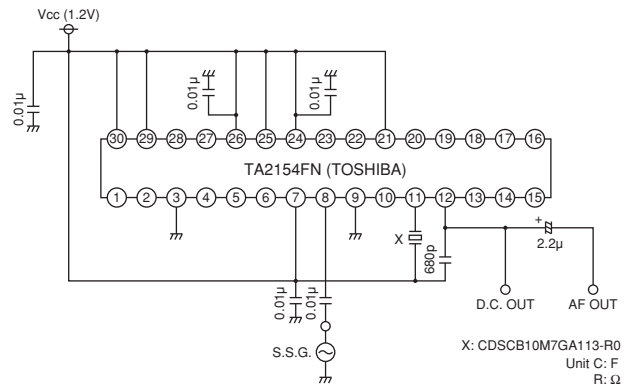 Vcc (1.2V)
0.01μ
0.01μ
0.01μ
30 29 28 27 26 25 24 23 22 21 20 19 18 17 16
TA2154FN (TOSHIBA)
1 2 3 4 5 6 7 8 9 10 11 12 13 14 15
X
680p
+
2.2μ
0.01μ
0.01μ
D.C. OUT
AF OUT
S.S.G.
X: CDSCB10M7GA113-R0
Unit C: F
R: Ω